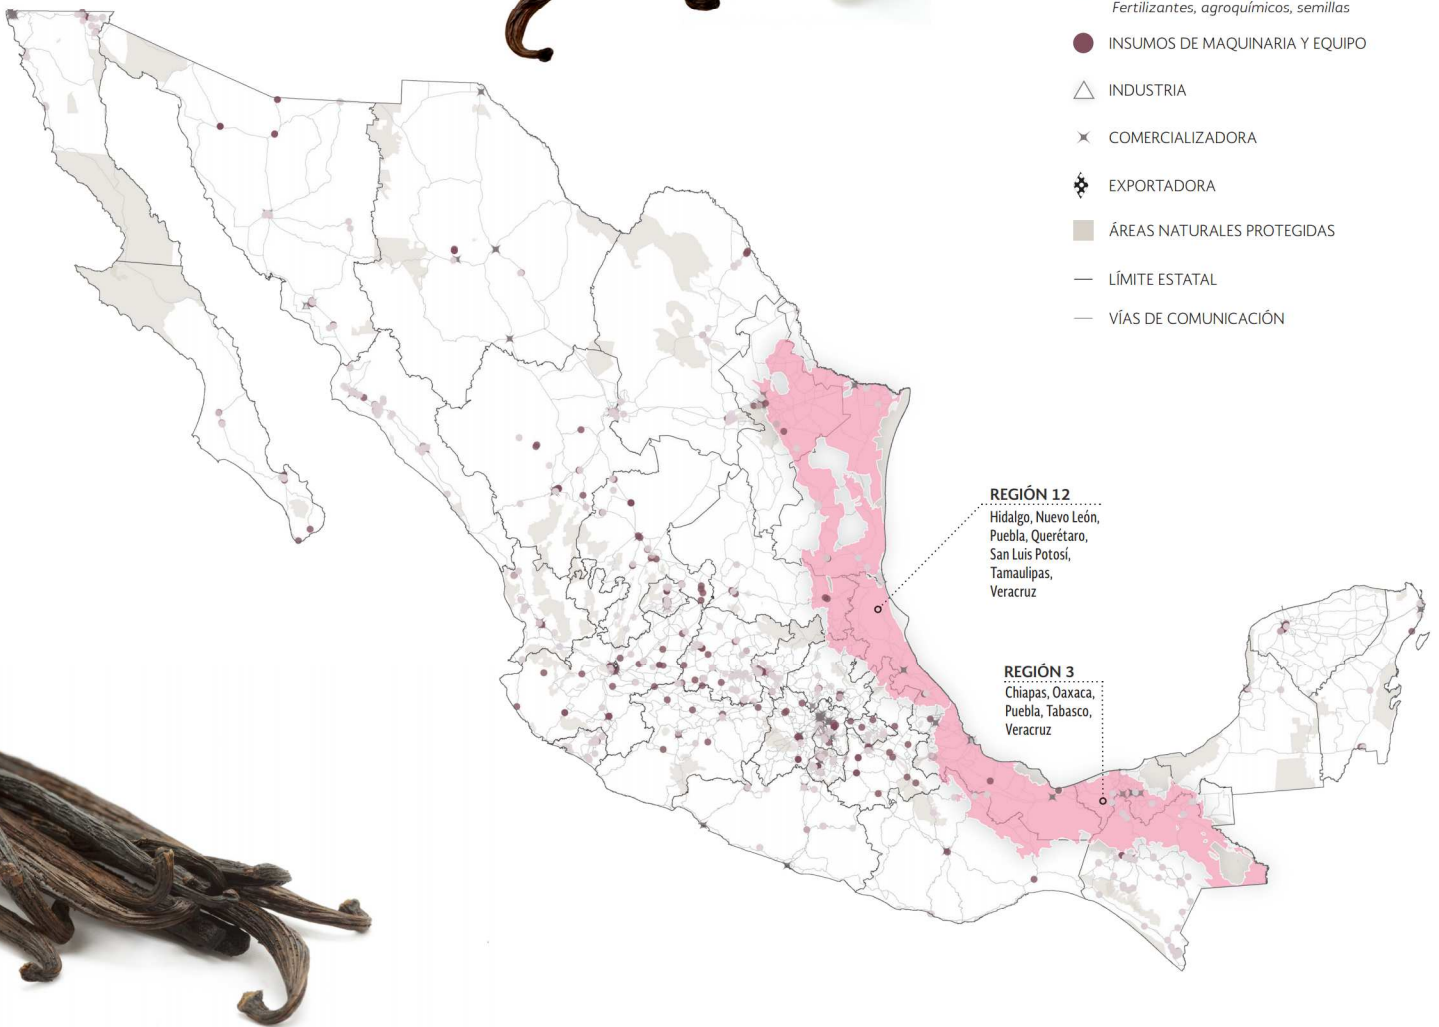 Fertilizantes, agroquímicos, semillas
INSUMOS DE MAQUINARIA Y EQUIPO
INDUSTRIA
COMERCIALIZADORA
EXPORTADORA
ÁREAS NATURALES PROTEGIDAS
LÍMITE ESTATAL
VÍAS DE COMUNICACIÓN
REGIÓN 12
Hidalgo, Nuevo León,
Puebla, Querétaro,
San Luis Potosí,
Tamaulipas,
Veracruz
REGIÓN 3
Chiapas, Oaxaca,
Puebla, Tabasco,
Veracruz